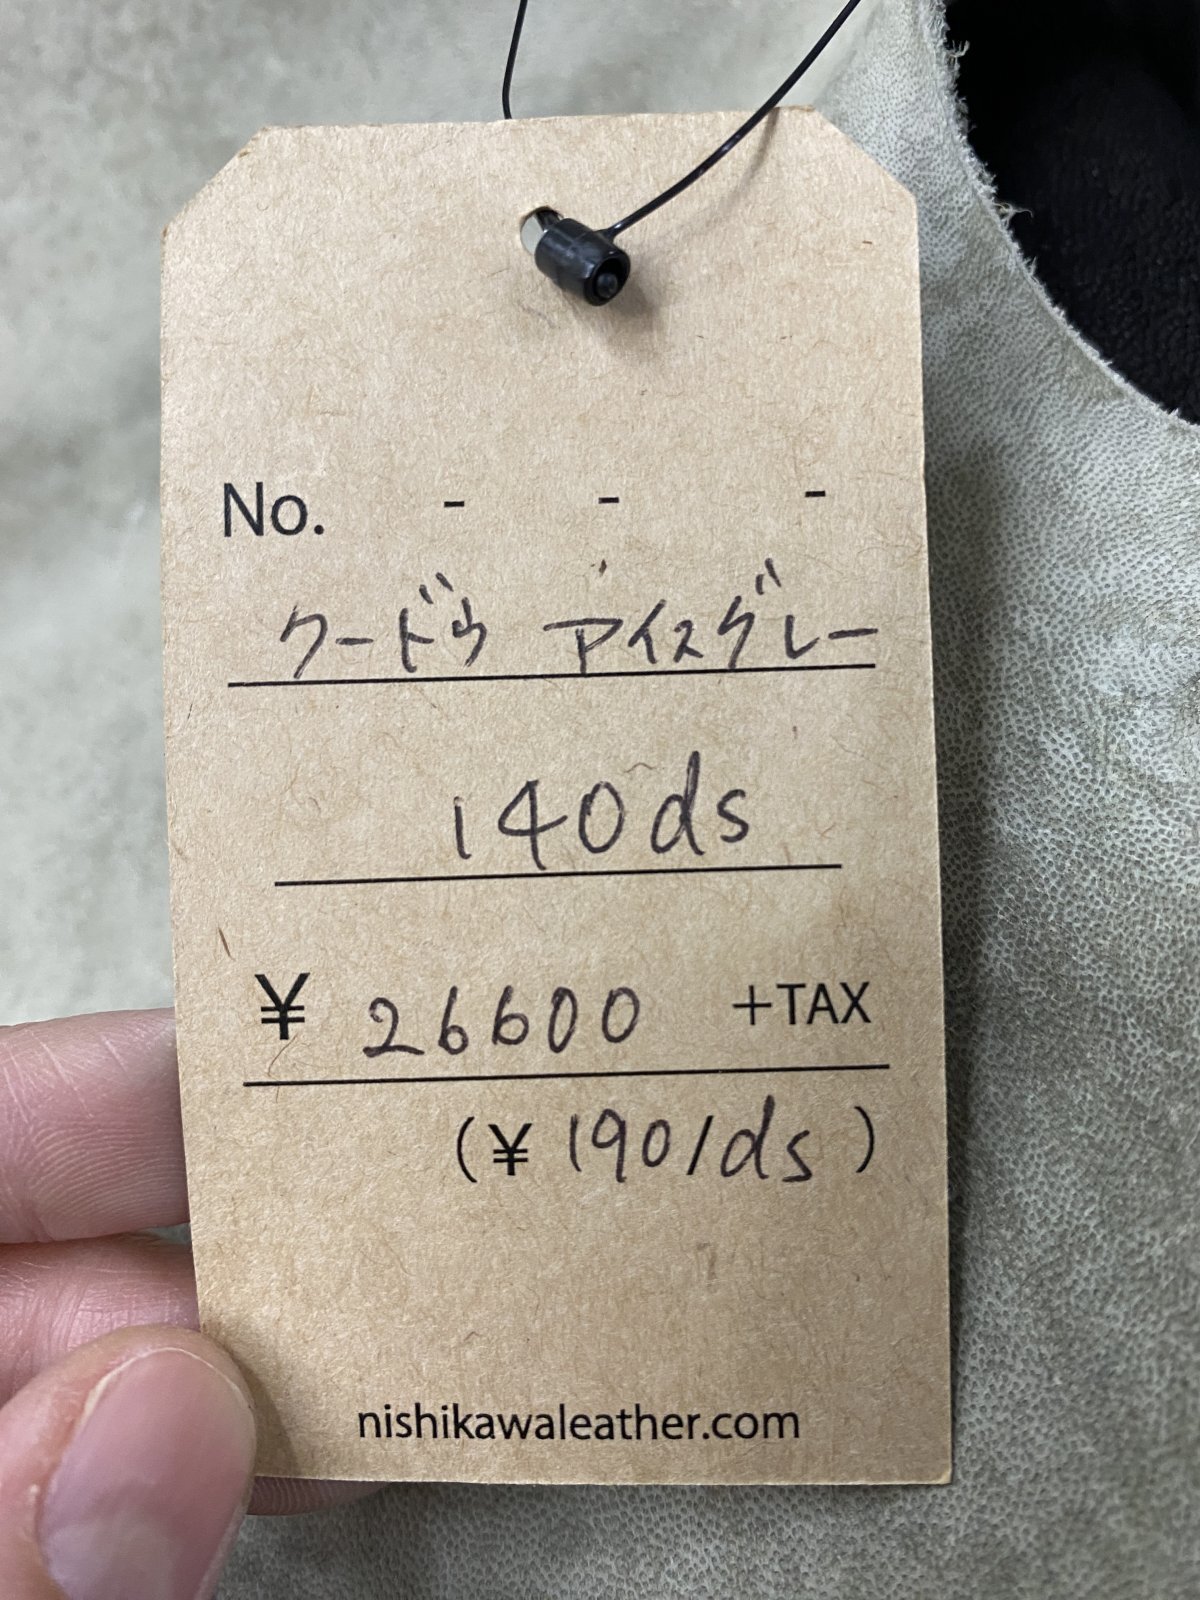 No. - - -
クードゥ アイスグレー
140ds
¥ 26600 +TAX
(¥ 190/ds)
nishikawaleather.com